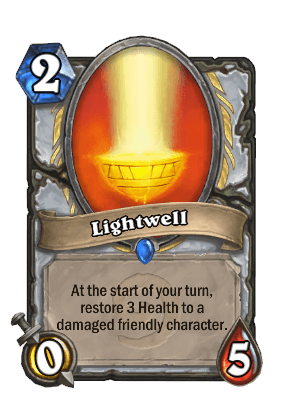 2
Lightwell
At the start of your turn,
restore 3 Health to a
damaged friendly character.
0
5